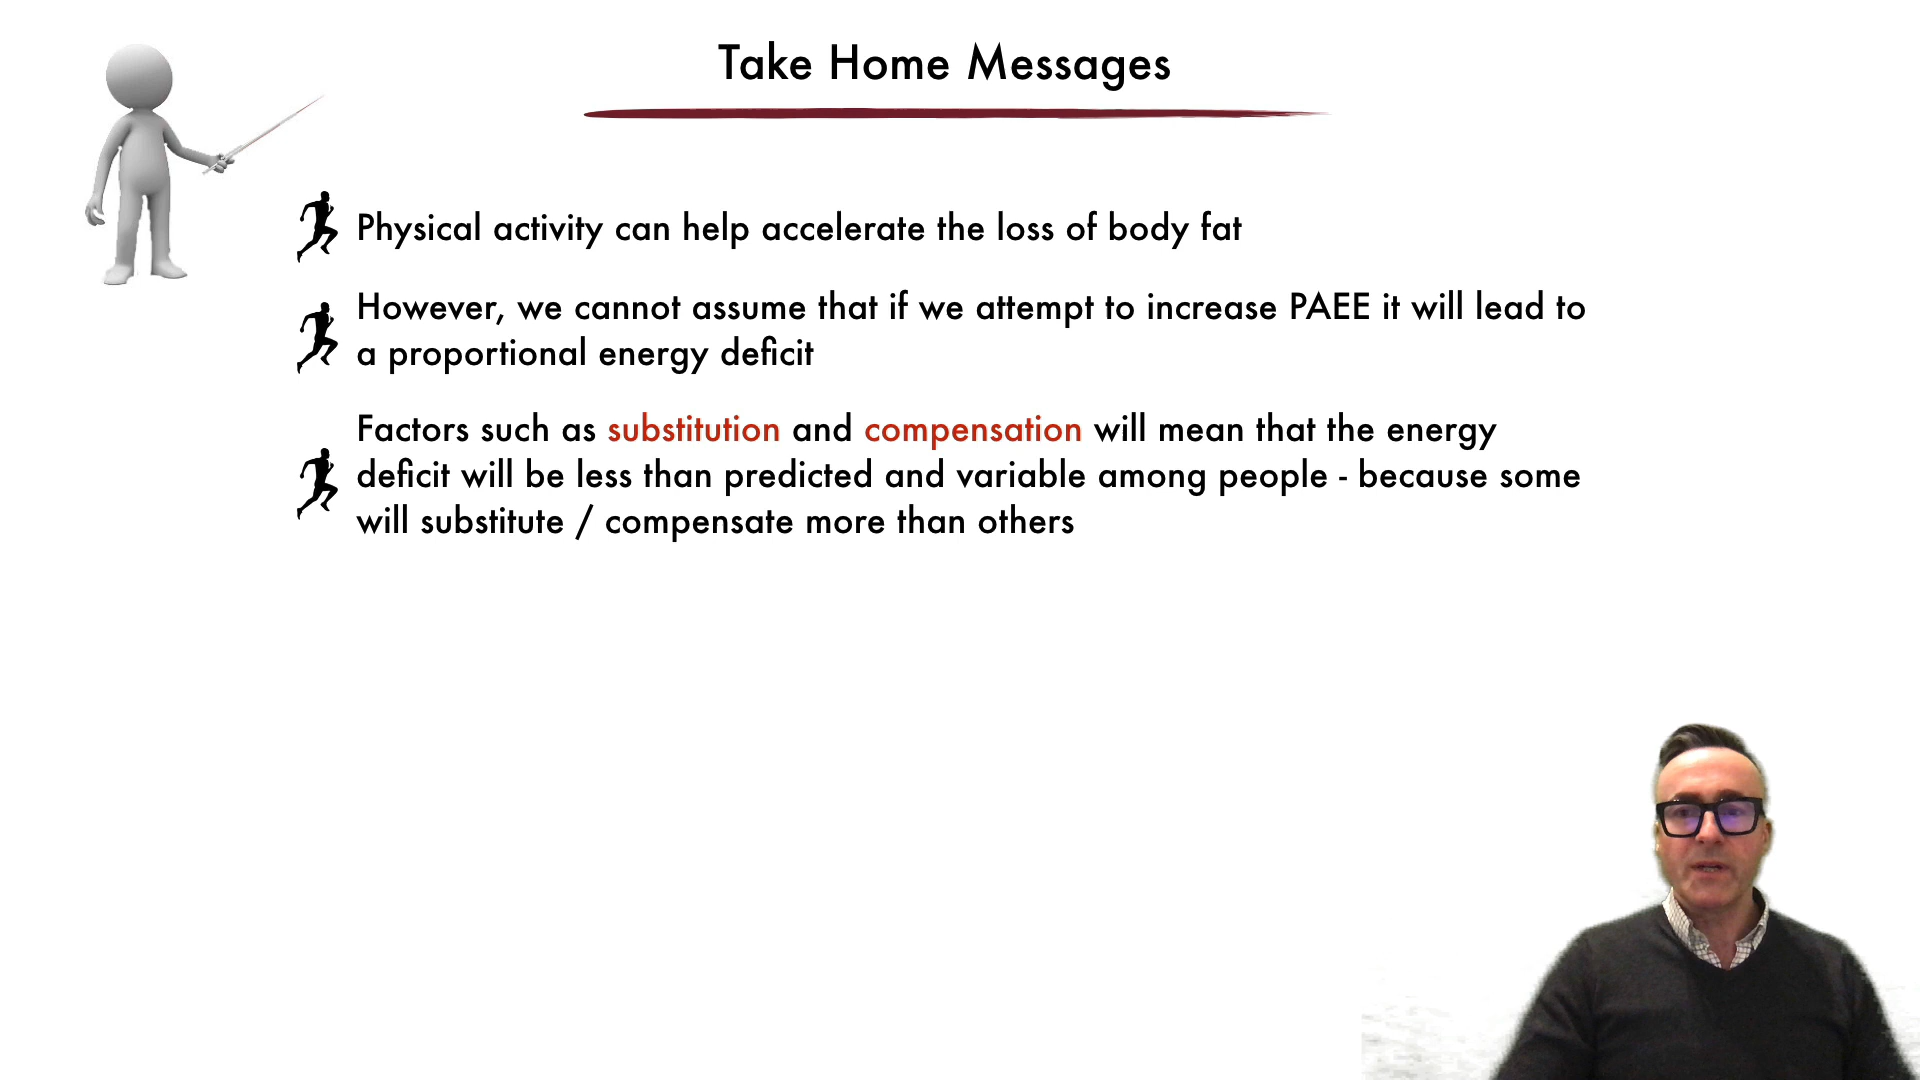 Take Home Messages
Physical activity can help accelerate the loss of body fat
However, we cannot assume that if we attempt to increase PAEE it will lead to
a proportional energy deficit
Factors such as substitution and compensation will mean that the energy
deficit will be less than predicted and variable among people - because some
will substitute / compensate more than others